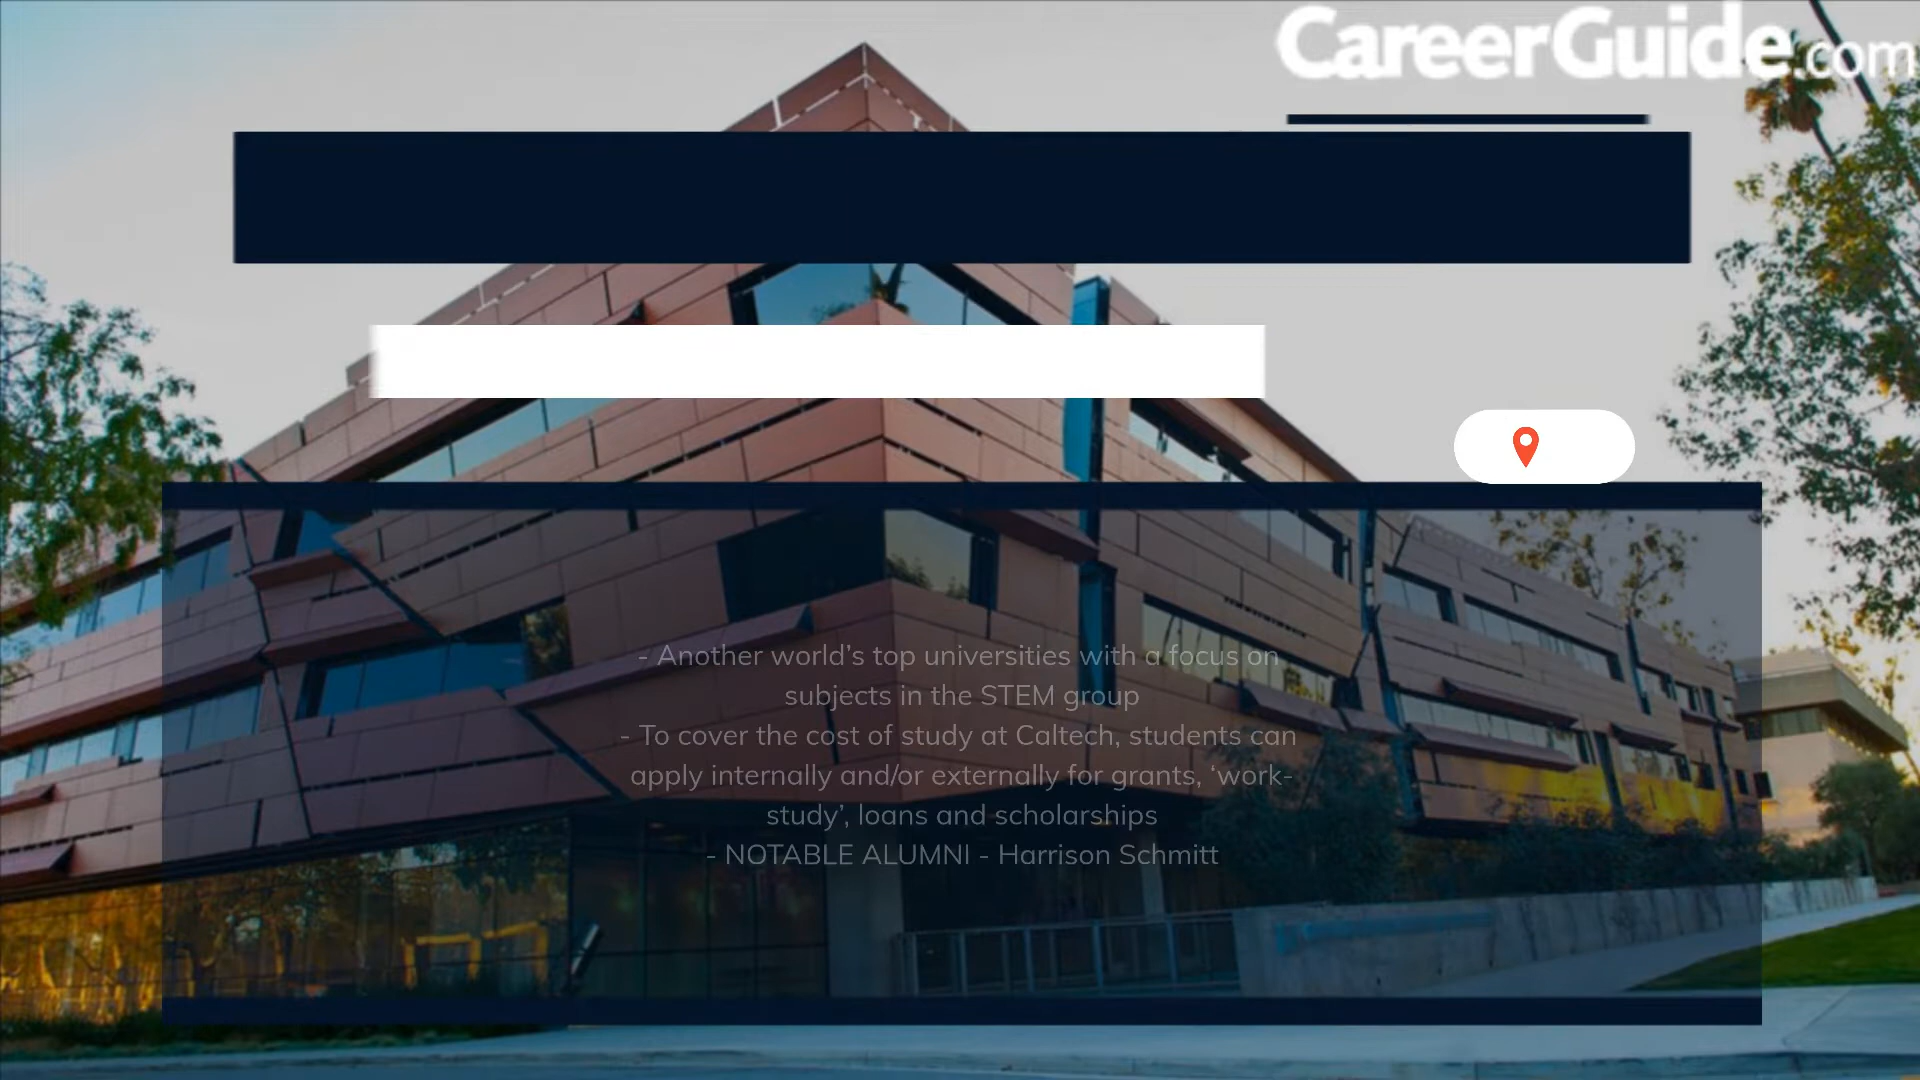 CareerGuide.com
- Another world’s top universities with a focus on
subjects in the STEM group
- To cover the cost of study at Caltech, students can
apply internally and/or externally for grants, ‘work-
study’, loans and scholarships
- NOTABLE ALUMNI - Harrison Schmitt